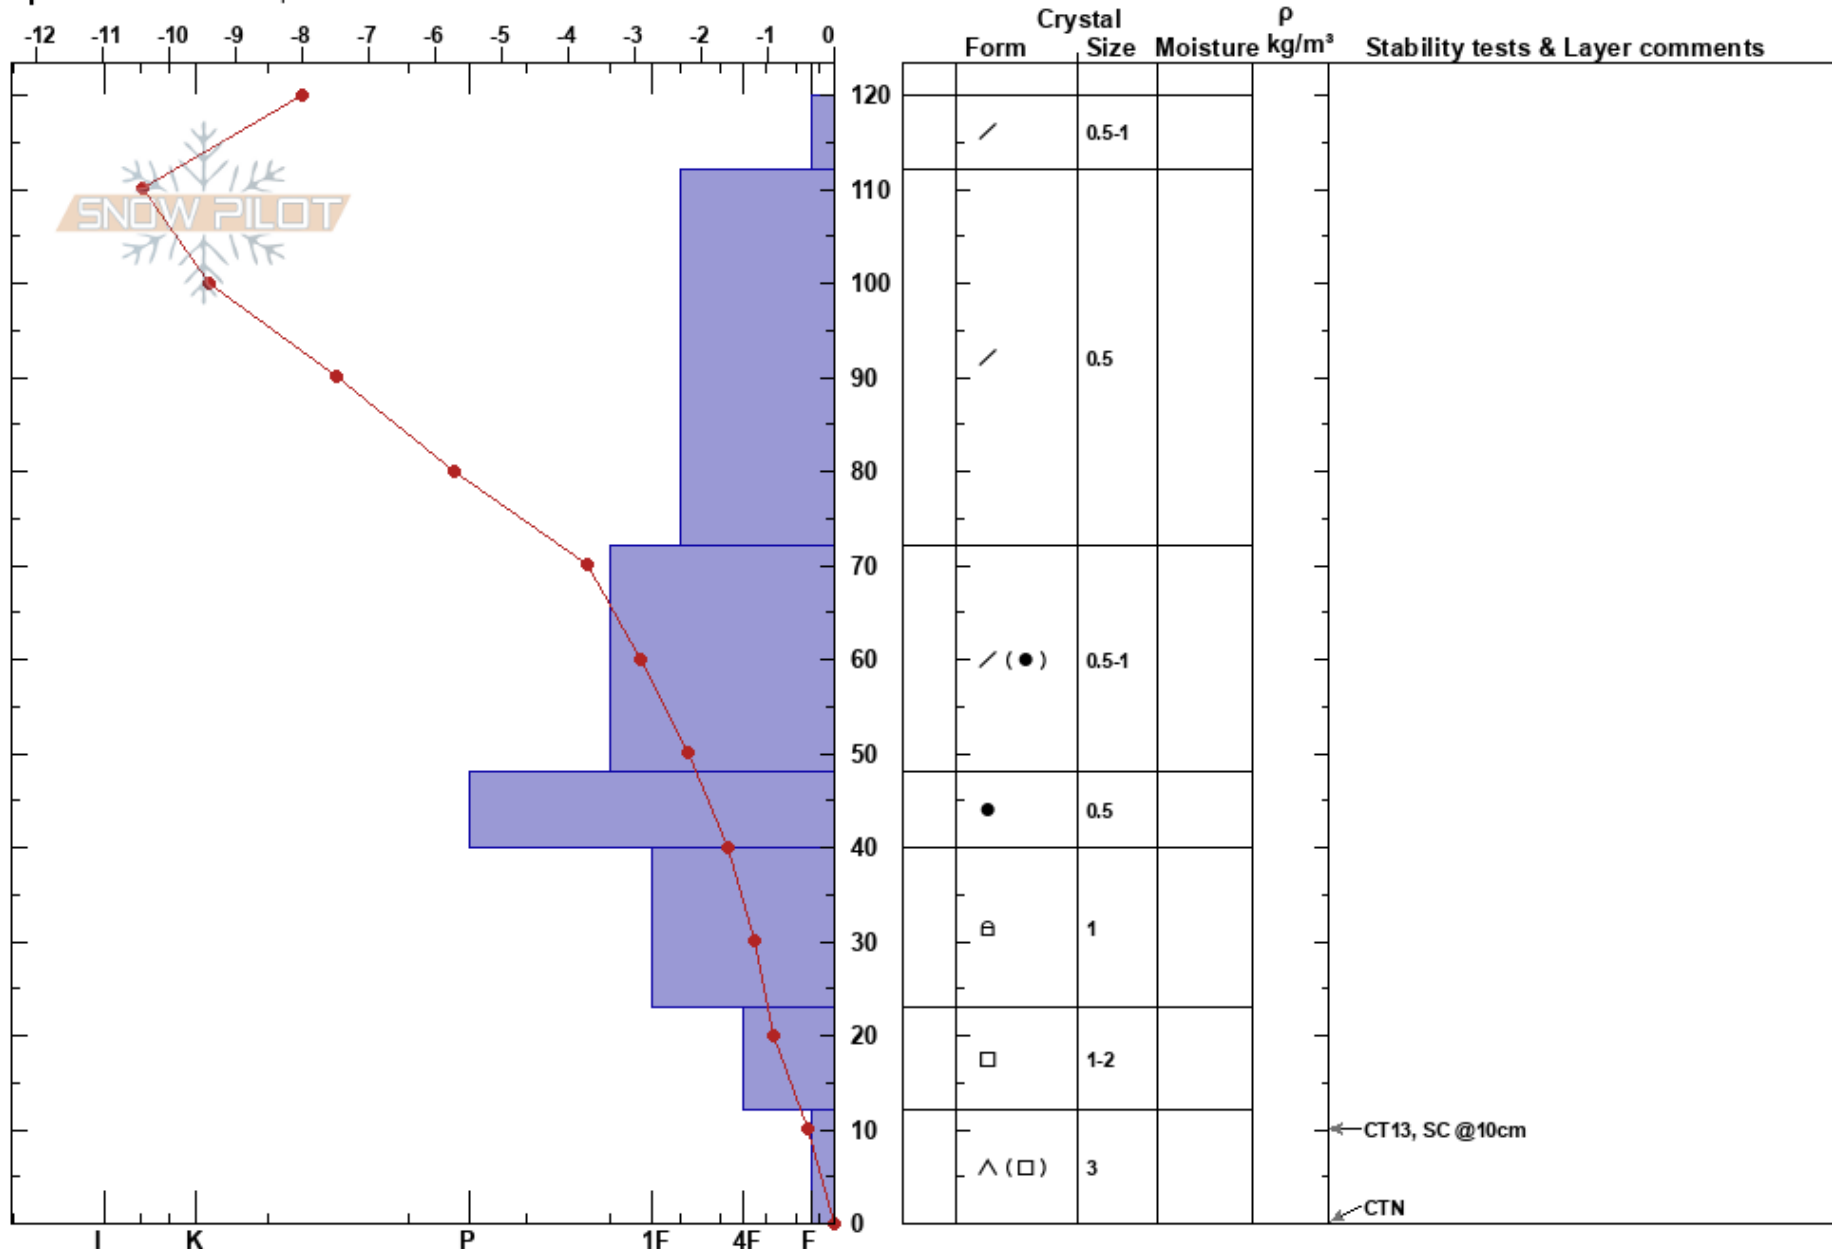 Crystal ρ
Form Size Moisture kg/m³ Stability tests & Layer comments
-12 -11 -10 -9 -8 -7 -6 -5 -4 -3 -2 -1 0
120
0.5-1
110
SNOW PILOT
100
0.5
90
80
70
60
( ) 0.5-1
50
0.5
40
1
30
20
1-2
10
CT13, SC @10cm
( ) 3
CTN
0
I K P 1F 4F F